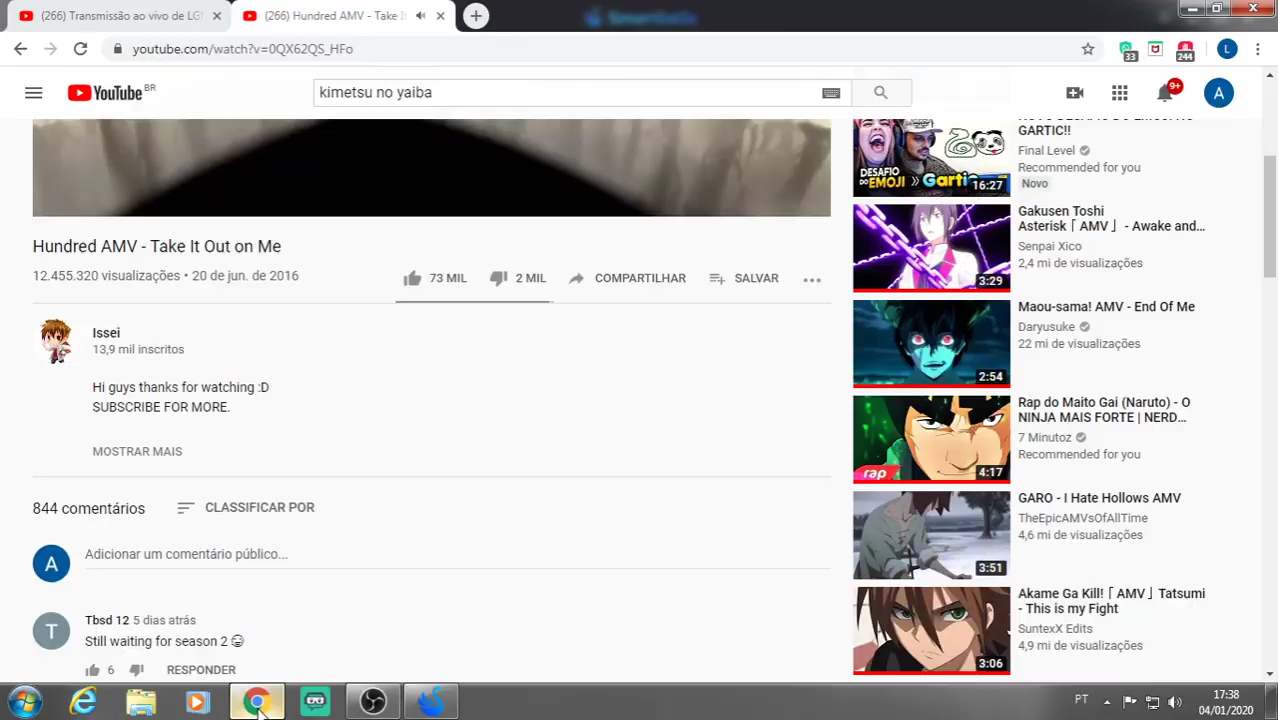 (266) Transmissão ao vivo de LG
(266) Hundred AMV - Take It
youtube.com/watch?v=0QX62QS_HFo
33
244
L
YouTube BR
kimetsu no yaiba
9+
A
GARTIC!!
Final Level
Recommended for you
Novo
DESAFIO
DO EMOJI » Gartic
16:27
Gakusen Toshi
Asterisk「AMV」 - Awake and...
Senpai Xico
2,4 mi de visualizações
3:29
Maou-sama! AMV - End Of Me
Daryusuke
22 mi de visualizações
2:54
Rap do Maito Gai (Naruto) - O
NINJA MAIS FORTE | NERD...
7 Minutoz
Recommended for you
rap
4:17
GARO - I Hate Hollows AMV
TheEpicAMVsOfAllTime
4,6 mi de visualizações
3:51
Akame Ga Kill!「AMV」Tatsumi
- This is my Fight
SuntexX Edits
4,9 mi de visualizações
3:06
Hundred AMV - Take It Out on Me
12.455.320 visualizações • 20 de jun. de 2016
73 MIL
2 MIL
COMPARTILHAR
SALVAR
Issei
13,9 mil inscritos
Hi guys thanks for watching :D
SUBSCRIBE FOR MORE.
MOSTRAR MAIS
844 comentários
CLASSIFICAR POR
A
Adicionar um comentário público...
T
Tbsd 12 5 dias atrás
Still waiting for season 2
6
RESPONDER
PT
17:38
04/01/2020